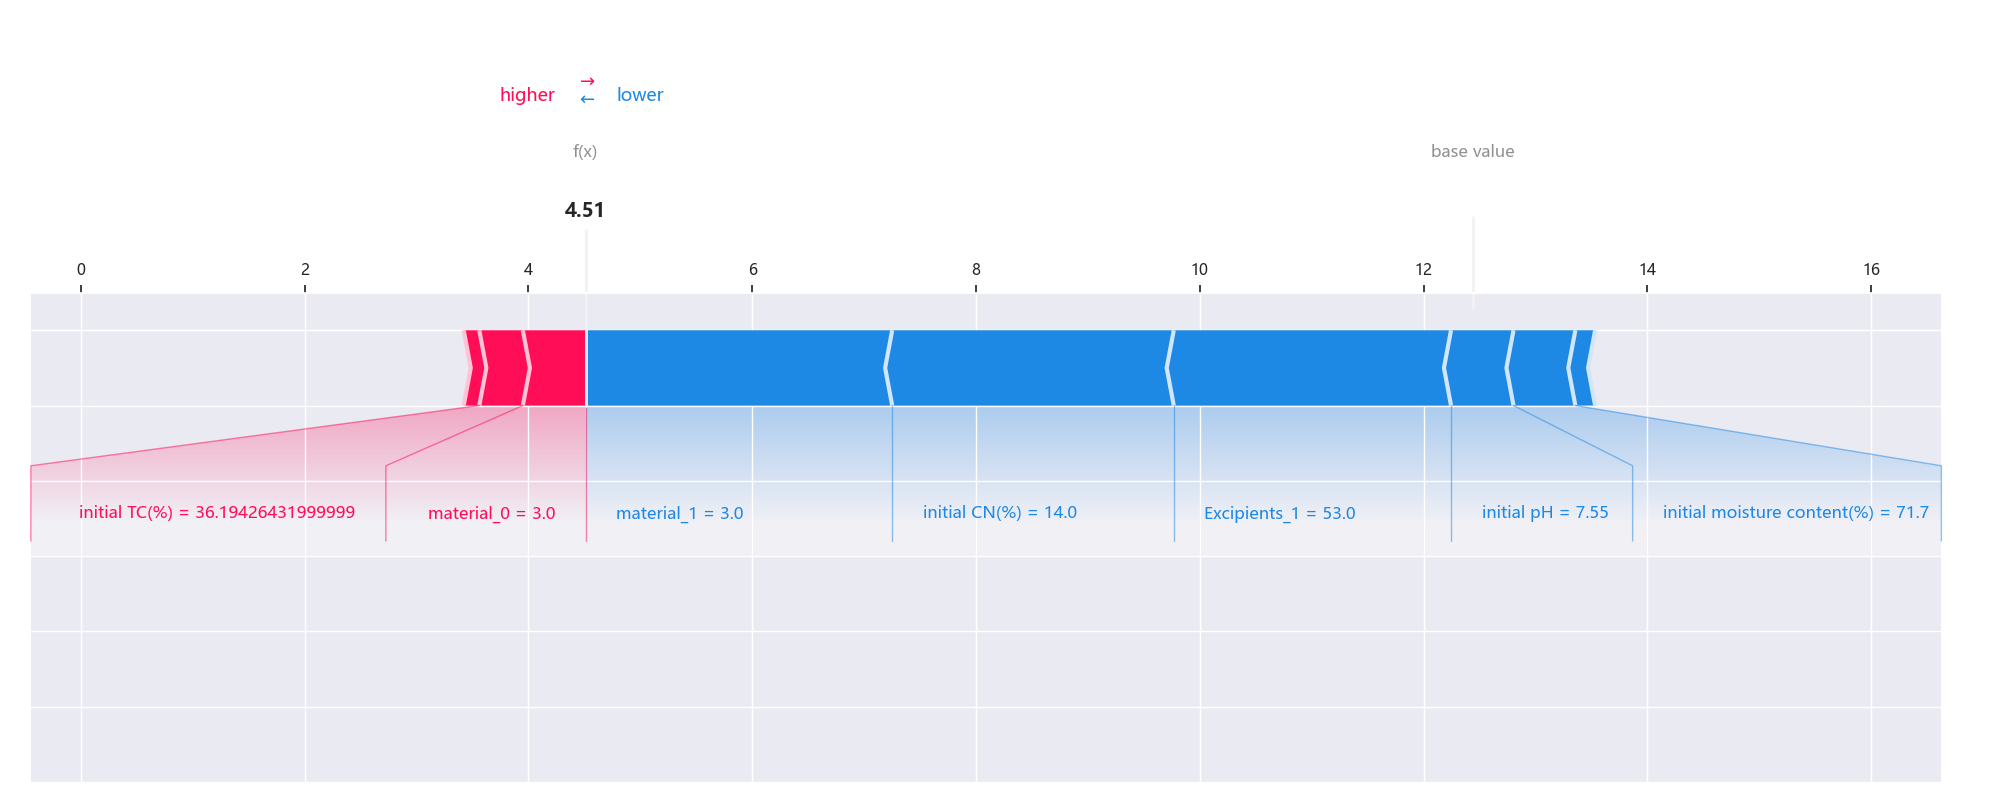 higher → ← lower
f(x) base value
4.51
0 2 4 6 8 10 12 14 16
initial TC(%) = 36.19426431999999 material_0 = 3.0 material_1 = 3.0 initial CN(%) = 14.0 Excipients_1 = 53.0 initial pH = 7.55 initial moisture content(%) = 71.7